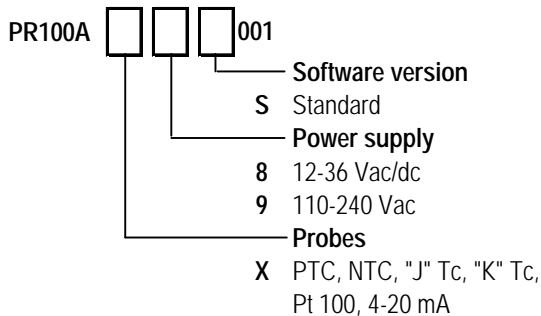 PR100A 001
Software version
S Standard
Power supply
8 12-36 Vac/dc
9 110-240 Vac
Probes
X PTC, NTC, "J" Tc, "K" Tc,
Pt 100, 4-20 mA